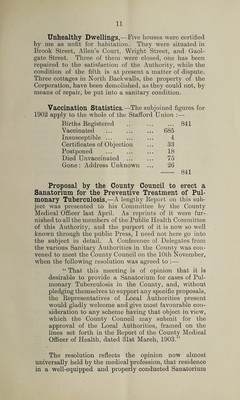 11
Unhealthy Dwellings,—Five houses were certified
by me as unfit for habitation. They were situated in
Brook Street, Allen's Court, Wright Street, and Gaol-
gate Street. Three of them were closed, one has been
repaired to the satisfaction of the Authority, while the
condition of the fifth is at present a matter of dispute.
Three cottages in North Backwalls, the property of the
Corporation, have been demolished, as they could not, by
means of repair, be put into a sanitary condition.
Vaccination Statistics.—The subjoined figures for
1902 apply to the whole of the Stafford Union :—
Births Registered ... ... ... 841
Vaccinated ... ... ... 685
Insusceptible ... ... ... 4
Certificates of Objection ... 33
Postponed ... ... ... 18
Died Unvaccinated ... ... 75
Gone: Address Unknown ... 26
841
Proposal by the County Council to erect a
Sanatorium for the Preventive Treatment of Pul-
monary Tuberculosis,—A lengthy Report on this sub-
ject was presented to his Committee by the County
Medical Officer last April. As reprints of it were fur-
nished to all the members of the Public Health Committee
of this Authority, and the purport of it is now so well
known through the public Press, I need not here go into
the subject in detail. A Conference of Delegates from
the various Sanitary Authorities in the County was con-
vened to meet the County Council on the 10th November,
when the following resolution was agreed to :—
" That this meeting is of opinion that it is
desirable to provide a Sanatorium for cases of Pul-
monary Tuberculosis in the County, and, without
pledging themselves to support any specific proposals,
the Representatives of Local Authorities present
would gladly welcome and give most favourable con-
sideration to any scheme having that object in view,
which the County Council may submit for the
approval of the Local Authorities, framed on the
lines set forth in the Report of the County Medical
Officer of Health, dated 31st March, 1903."
The resolution reflects the opinion now almost
universally held by the medical profession, that residence
in a well-equipped and properly conducted Sanatorium